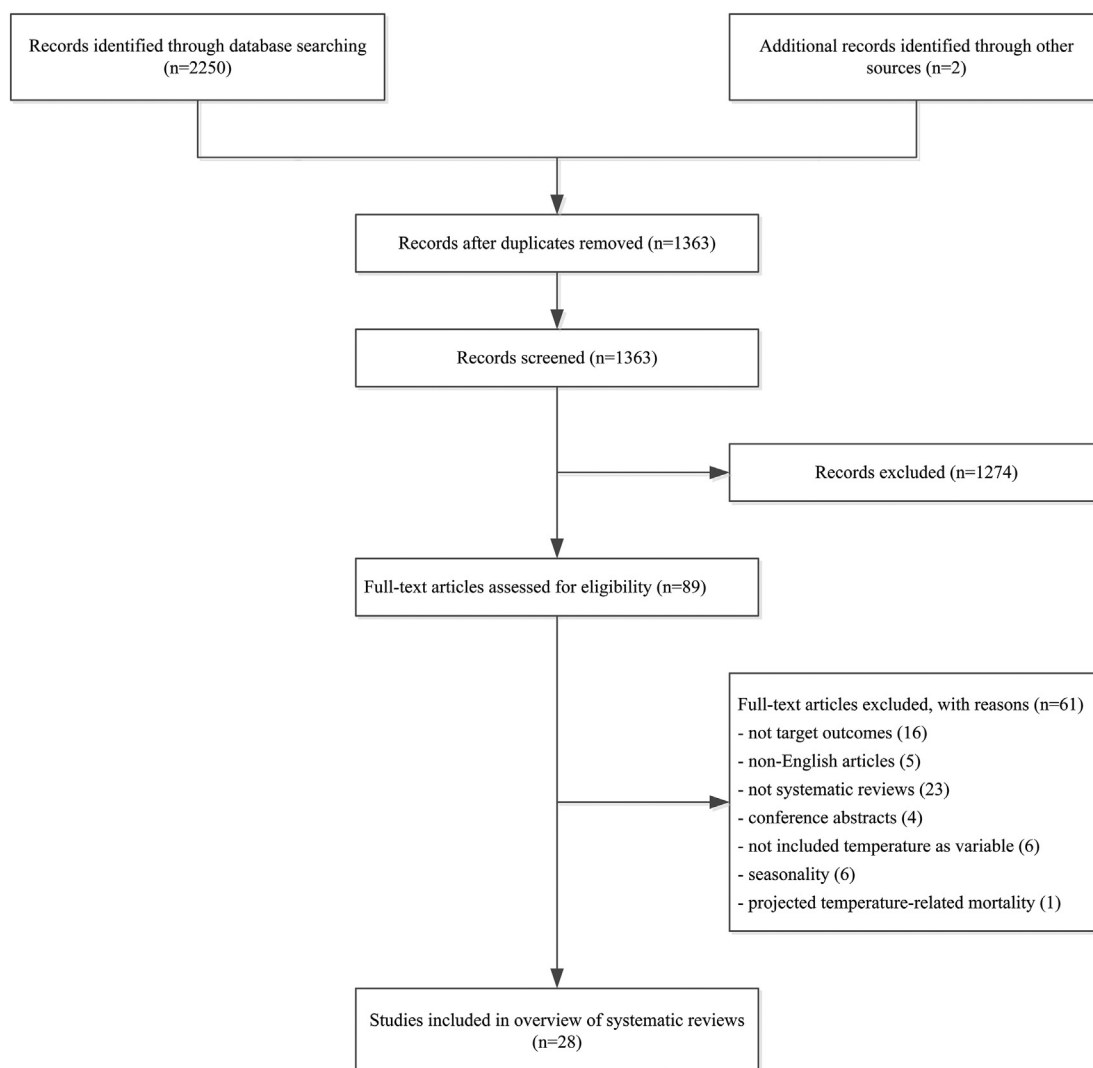 Records identified through database searching
(n=2250)
Additional records identified through other
sources (n=2)
Records after duplicates removed (n=1363)
Records screened (n=1363)
Records excluded (n=1274)
Full-text articles assessed for eligibility (n=89)
Full-text articles excluded, with reasons (n=61)
- not target outcomes (16)
- non-English articles (5)
- not systematic reviews (23)
- conference abstracts (4)
- not included temperature as variable (6)
- seasonality (6)
- projected temperature-related mortality (1)
Studies included in overview of systematic reviews
(n=28)